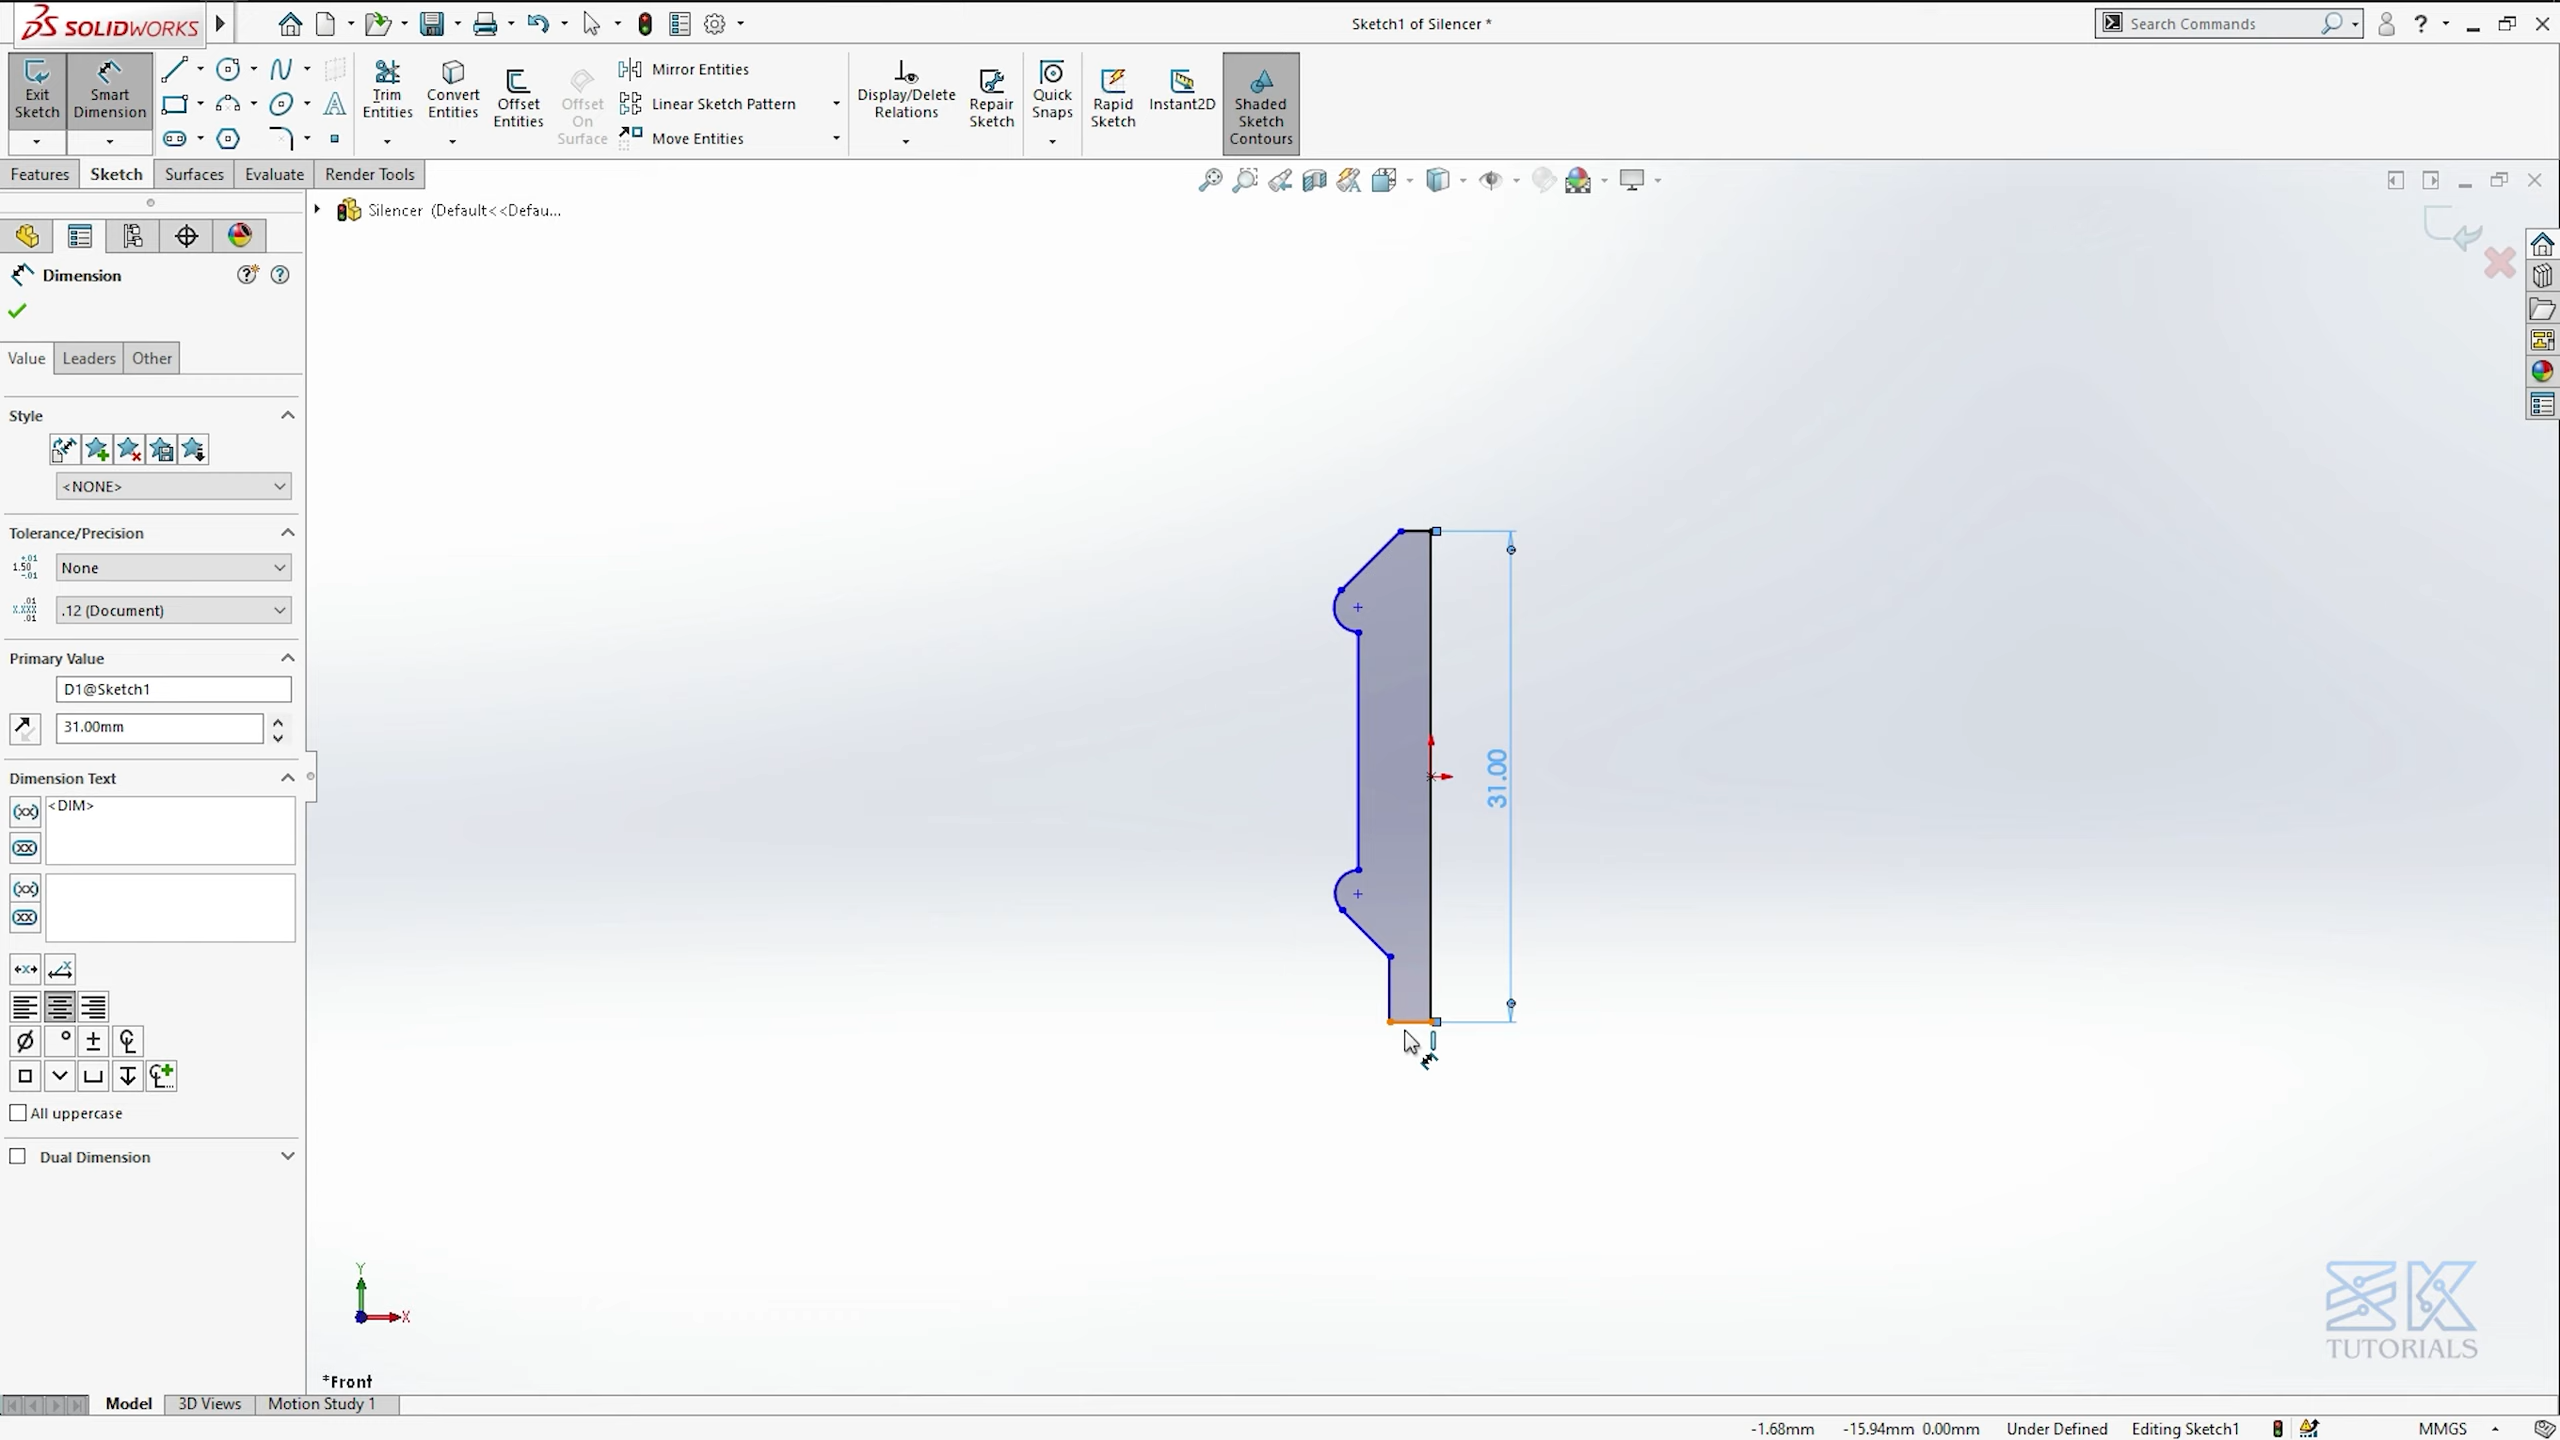 SOLIDWORKS
Sketch1 of Silencer *
Search Commands
Exit Sketch
Smart Dimension
Trim Entities
Convert Entities
Offset Entities
Offset On Surface
Mirror Entities
Linear Sketch Pattern
Move Entities
Display/Delete Relations
Repair Sketch
Quick Snaps
Rapid Sketch
Instant2D
Shaded Sketch Contours
Features Sketch Surfaces Evaluate Render Tools
Silencer (Default<<Defau...
Dimension
Value Leaders Other
Style
<NONE>
Tolerance/Precision
None
.12 (Document)
Primary Value
D1@Sketch1
31.00mm
Dimension Text
<DIM>
All uppercase
Dual Dimension
31.00
Y
X
*Front
SK
TUTORIALS
Model 3D Views Motion Study 1
-1.68mm -15.94mm 0.00mm Under Defined Editing Sketch1 MMGS